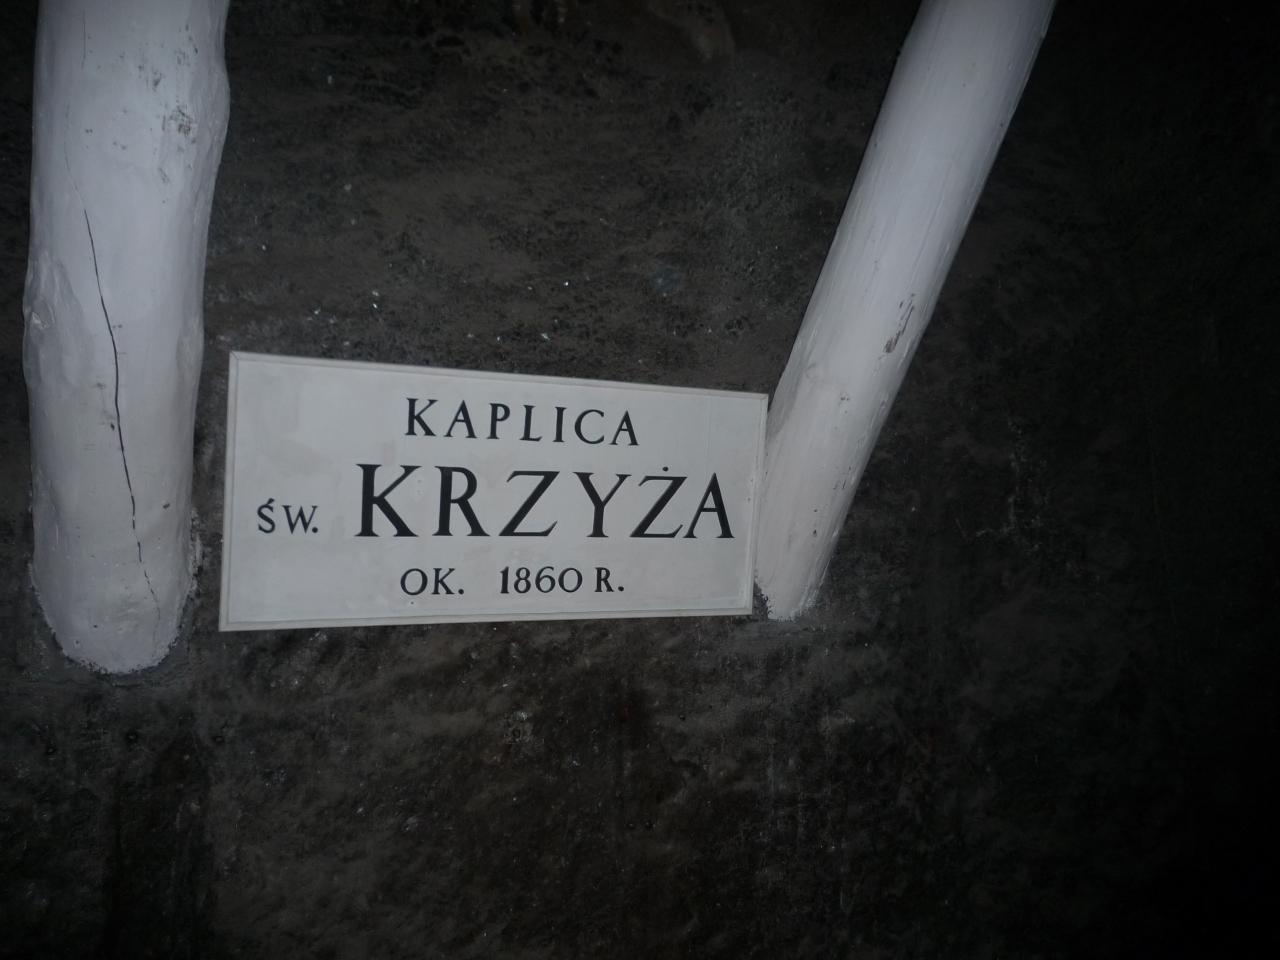 KAPLICA
ŚW. KRZYŻA
OK. 1860 R.